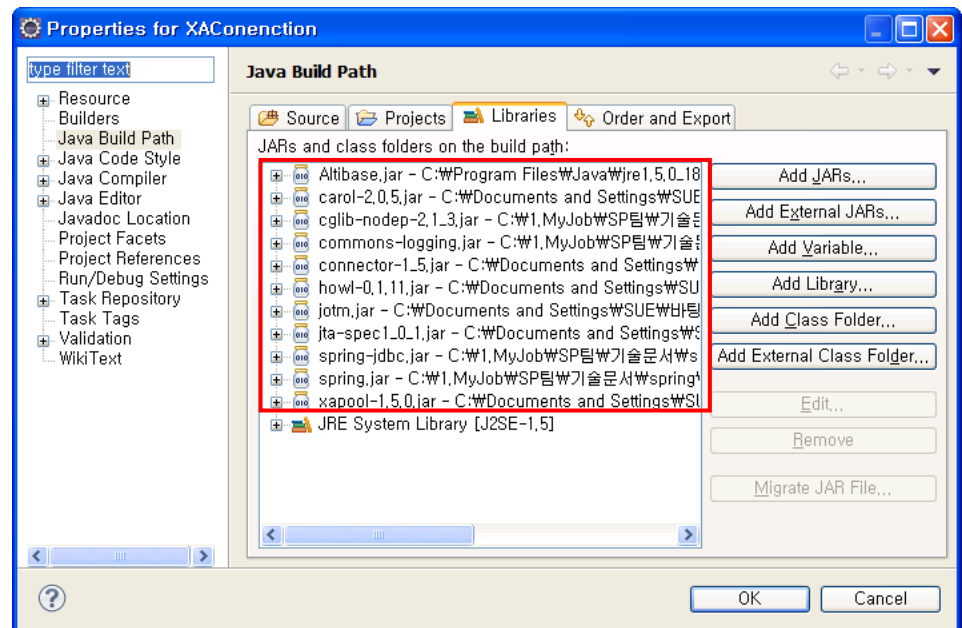 Properties for XAConenction
type filter text
Resource
Builders
Java Build Path
Java Code Style
Java Compiler
Java Editor
Javadoc Location
Project Facets
Project References
Run/Debug Settings
Task Repository
Task Tags
Validation
WikiText
Java Build Path
Source Projects Libraries Order and Export
JARs and class folders on the build path:
Altibase.jar - C:₩Program Files₩Java₩jre1.5.0_18
carol-2.0.5.jar - C:₩Documents and Settings₩SUE
cglib-nodep-2.1_3.jar - C:₩1.MyJob₩SP팀₩기술
commons-logging.jar - C:₩1.MyJob₩SP팀₩기술
connector-1_5.jar - C:₩Documents and Settings₩
howl-0.1.11.jar - C:₩Documents and Settings₩SU
jotm.jar - C:₩Documents and Settings₩SUE₩바탕
jta-spec1_0_1.jar - C:₩Documents and Settings₩S
spring-jdbc.jar - C:₩1.MyJob₩SP팀₩기술문서₩s
spring.jar - C:₩1.MyJob₩SP팀₩기술문서₩spring
xapool-1.5.0.jar - C:₩Documents and Settings₩SU
JRE System Library [J2SE-1.5]
Add JARs...
Add External JARs...
Add Variable...
Add Library...
Add Class Folder...
Add External Class Folder...
Edit...
Remove
Migrate JAR File...
OK Cancel